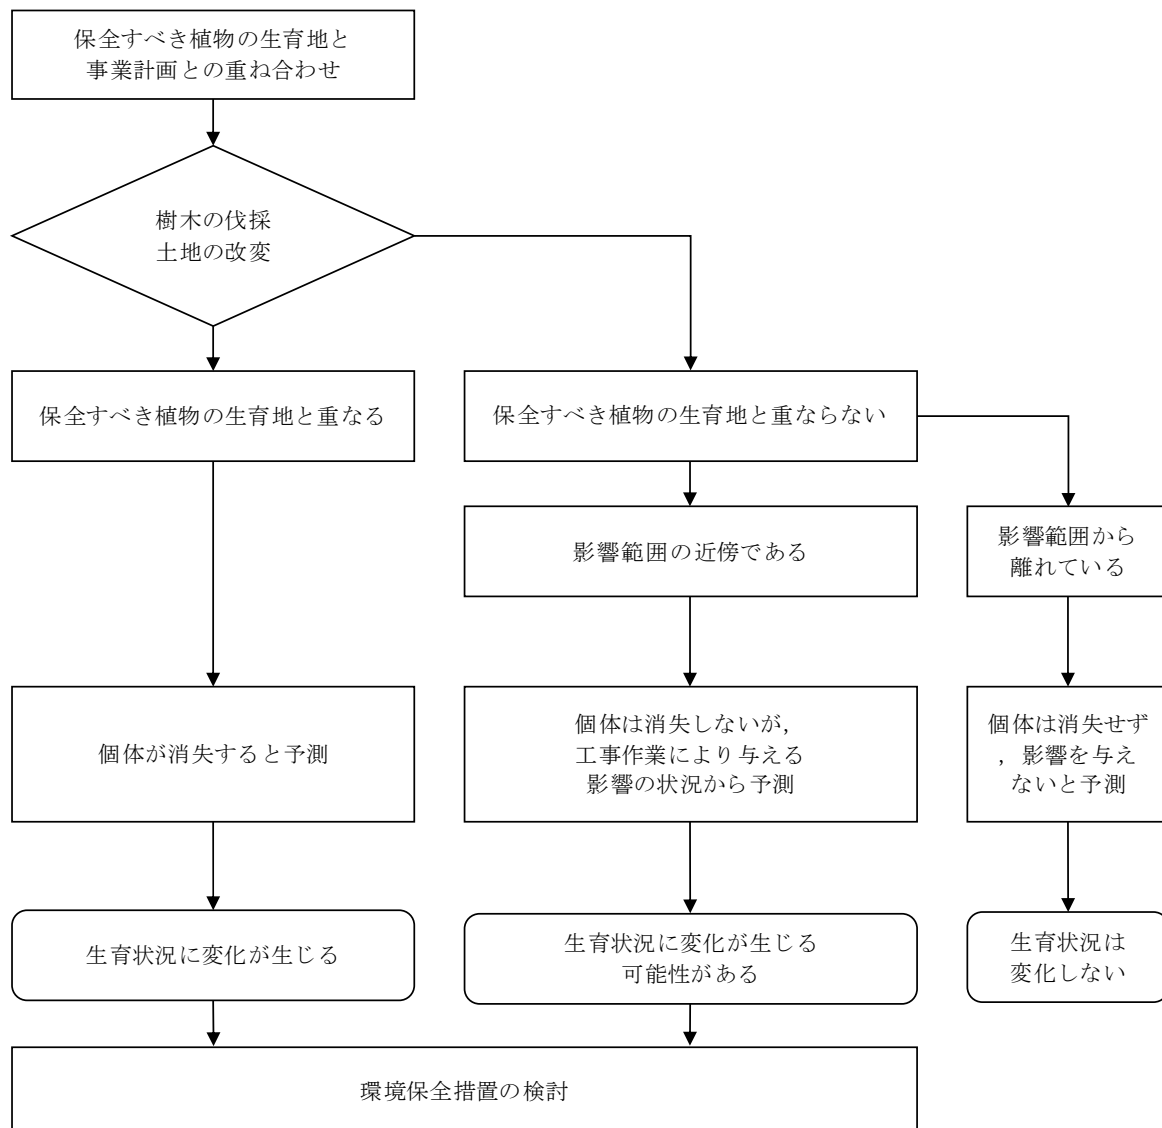 保全すべき植物の生育地と
事業計画との重ね合わせ
樹木の伐採
土地の改変
保全すべき植物の生育地と重なる
保全すべき植物の生育地と重ならない
影響範囲の近傍である
影響範囲から
離れている
個体が消失すると予測
個体は消失しないが,
工事作業により与える
影響の状況から予測
個体は消失せず
, 影響を与え
ないと予測
生育状況に変化が生じる
生育状況に変化が生じる
可能性がある
生育状況は
変化しない
環境保全措置の検討